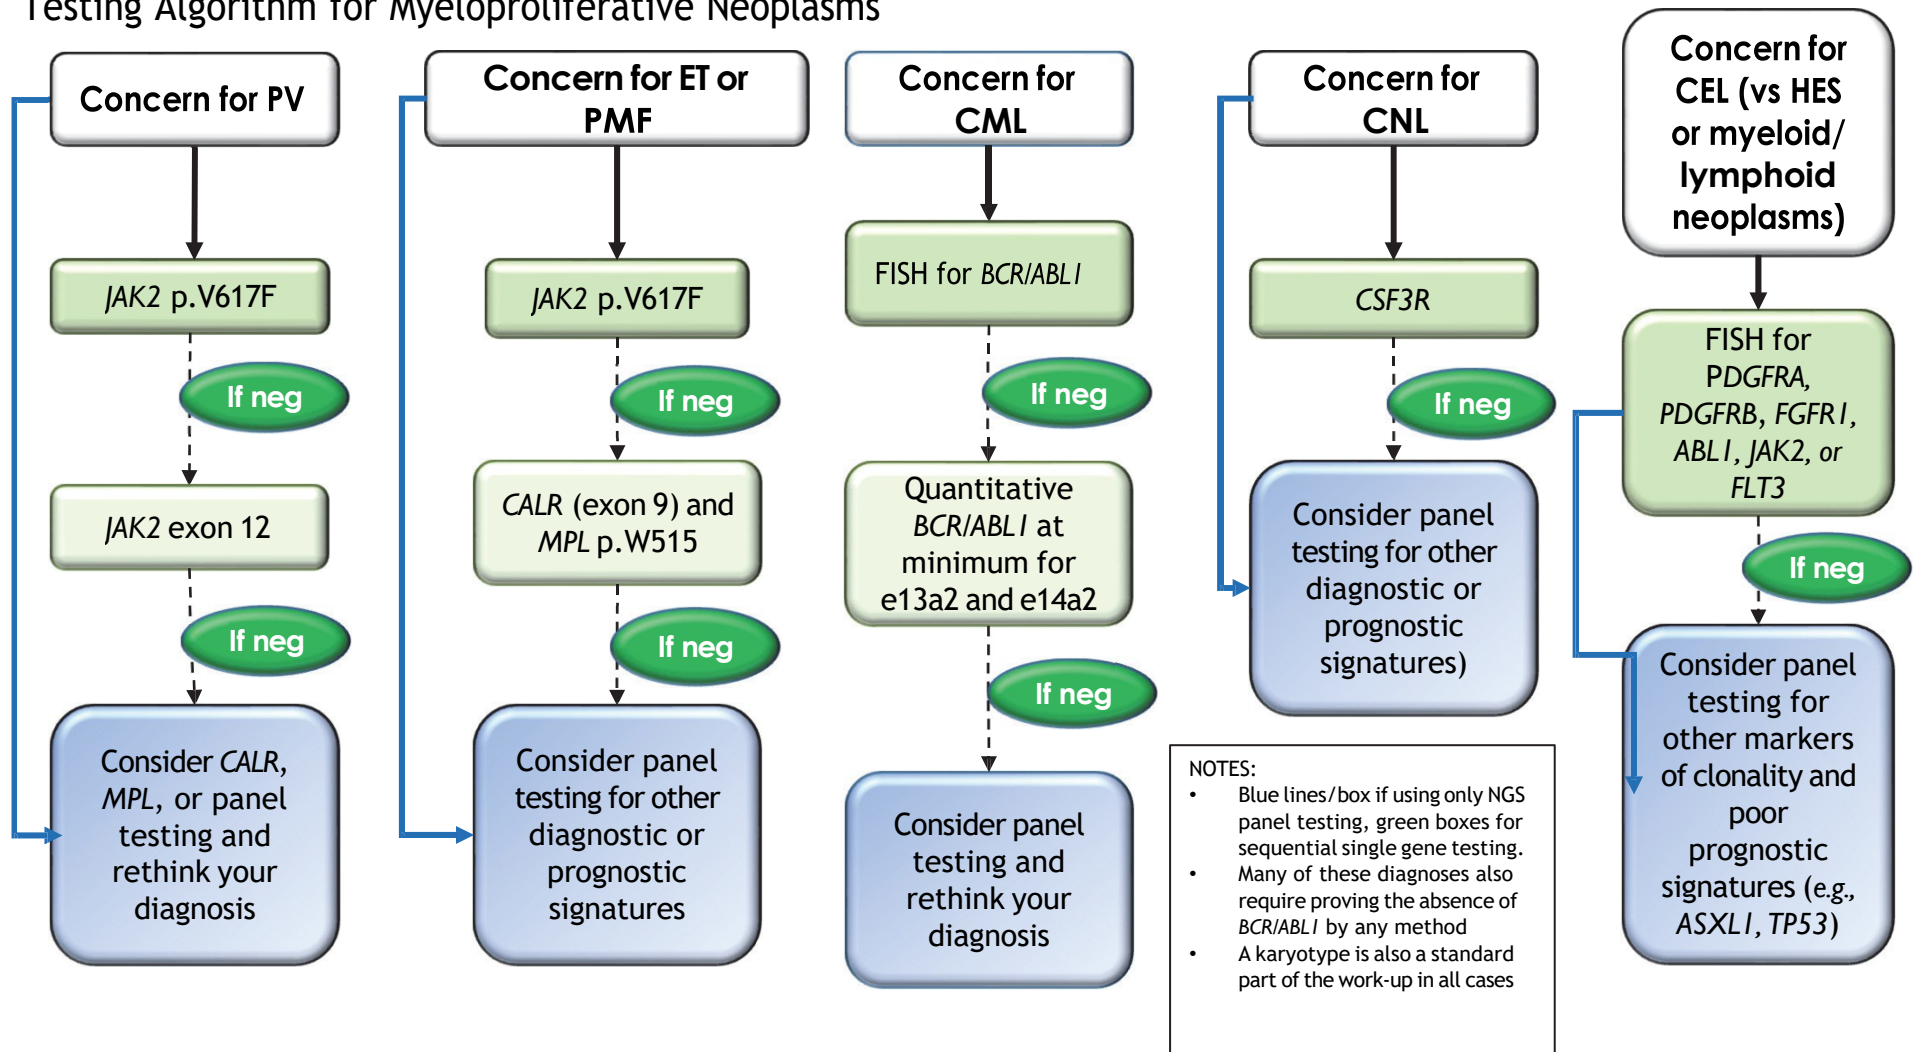 Testing Algorithm for Myeloproliferative Neoplasms
Concern for PV
JAK2 p.V617F
If neg
JAK2 exon 12
If neg
Consider CALR,
MPL, or panel
testing and
rethink your
diagnosis
Concern for ET or
PMF
JAK2 p.V617F
If neg
CALR (exon 9) and
MPL p.W515
If neg
Consider panel
testing for other
diagnostic or
prognostic
signatures
Concern for
CML
FISH for BCR/ABL1
If neg
Quantitative
BCR/ABL1 at
minimum for
e13a2 and e14a2
If neg
Consider panel
testing and
rethink your
diagnosis
Concern for
CNL
CSF3R
If neg
Consider panel
testing for other
diagnostic or
prognostic
signatures)
Concern for
CEL (vs HES
or myeloid/
lymphoid
neoplasms)
FISH for
PDGFRA,
PDGFRB, FGFR1,
ABL1, JAK2, or
FLT3
If neg
Consider panel
testing for
other markers
of clonality and
poor
prognostic
signatures (e.g.,
ASXL1, TP53)
NOTES:
• Blue lines/box if using only NGS
panel testing, green boxes for
sequential single gene testing.
• Many of these diagnoses also
require proving the absence of
BCR/ABL1 by any method
• A karyotype is also a standard
part of the work-up in all cases